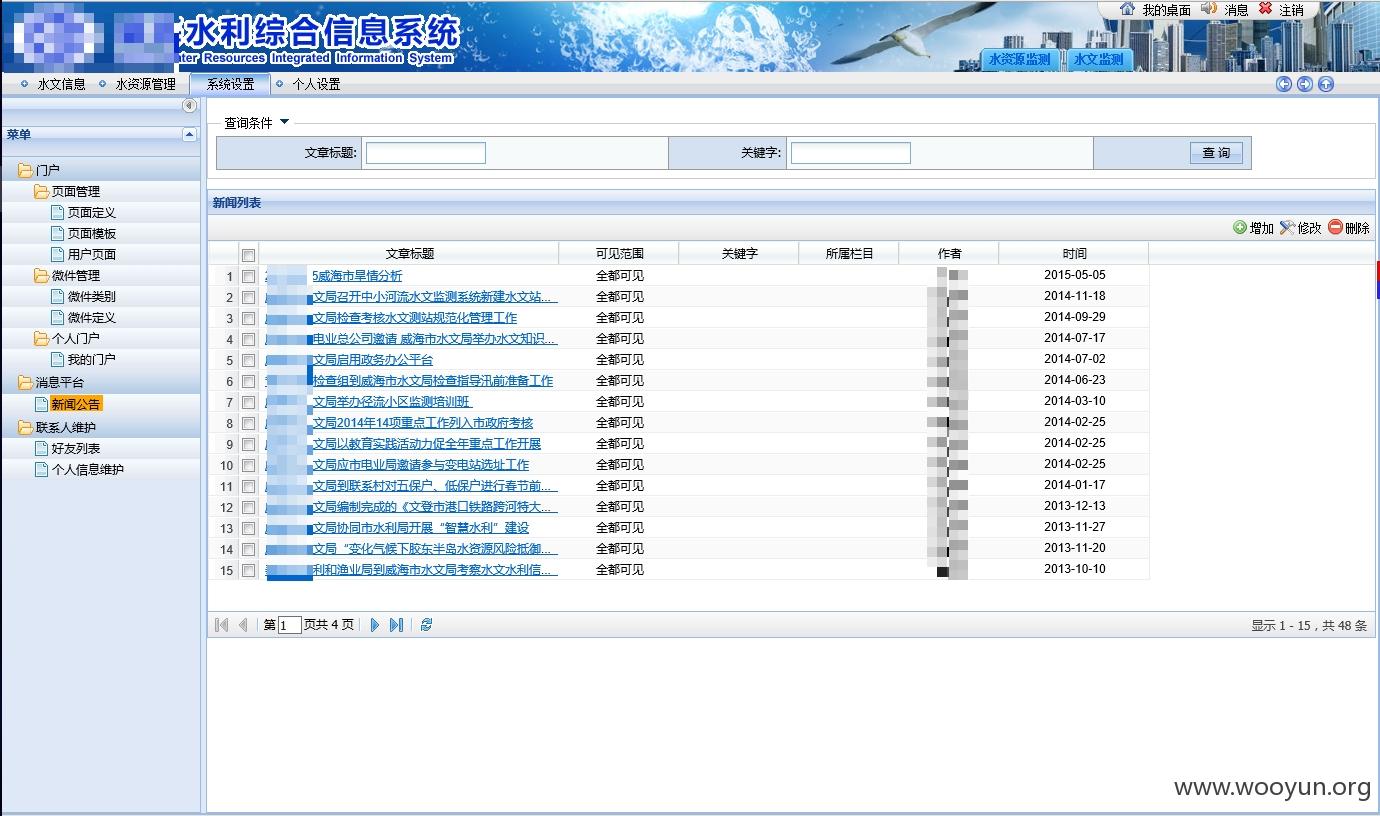 水利综合信息系统
ater Resources Integrated Information System
我的桌面 消息 注销
水资源监测 水文监测
水文信息 水资源管理 系统设置 个人设置
菜单
门户
页面管理
页面定义
页面模板
用户页面
微件管理
微件类别
微件定义
个人门户
我的门户
消息平台
新闻公告
联系人维护
好友列表
个人信息维护
查询条件
文章标题: 关键字: 查 询
新闻列表
增加 修改 删除
文章标题 可见范围 关键字 所属栏目 作者 时间
1 5威海市旱情分析 全都可见 2015-05-05
2 文局召开中小河流水文监测系统新建水文站... 全都可见 2014-11-18
3 文局检查考核水文测站规范化管理工作 全都可见 2014-09-29
4 电业总公司邀请 威海市水文局举办水文知识... 全都可见 2014-07-17
5 文局启用政务办公平台 全都可见 2014-07-02
6 检查组到威海市水文局检查指导汛前准备工作 全都可见 2014-06-23
7 文局举办径流小区监测培训班 全都可见 2014-03-10
8 文局2014年14项重点工作列入市政府考核 全都可见 2014-02-25
9 文局以教育实践活动力促全年重点工作开展 全都可见 2014-02-25
10 文局应市电业局邀请参与变电站选址工作 全都可见 2014-02-25
11 文局到联系村对五保户、低保户进行春节前... 全都可见 2014-01-17
12 文局编制完成的《文登市港口铁路跨河特大... 全都可见 2013-12-13
13 文局协同市水利局开展“智慧水利”建设 全都可见 2013-11-27
14 文局“变化气候下胶东半岛水资源风险抵御... 全都可见 2013-11-20
15 利和渔业局到威海市水文局考察水文水利信... 全都可见 2013-10-10
第 1 页共 4 页
显示 1 - 15，共 48 条
www.wooyun.org